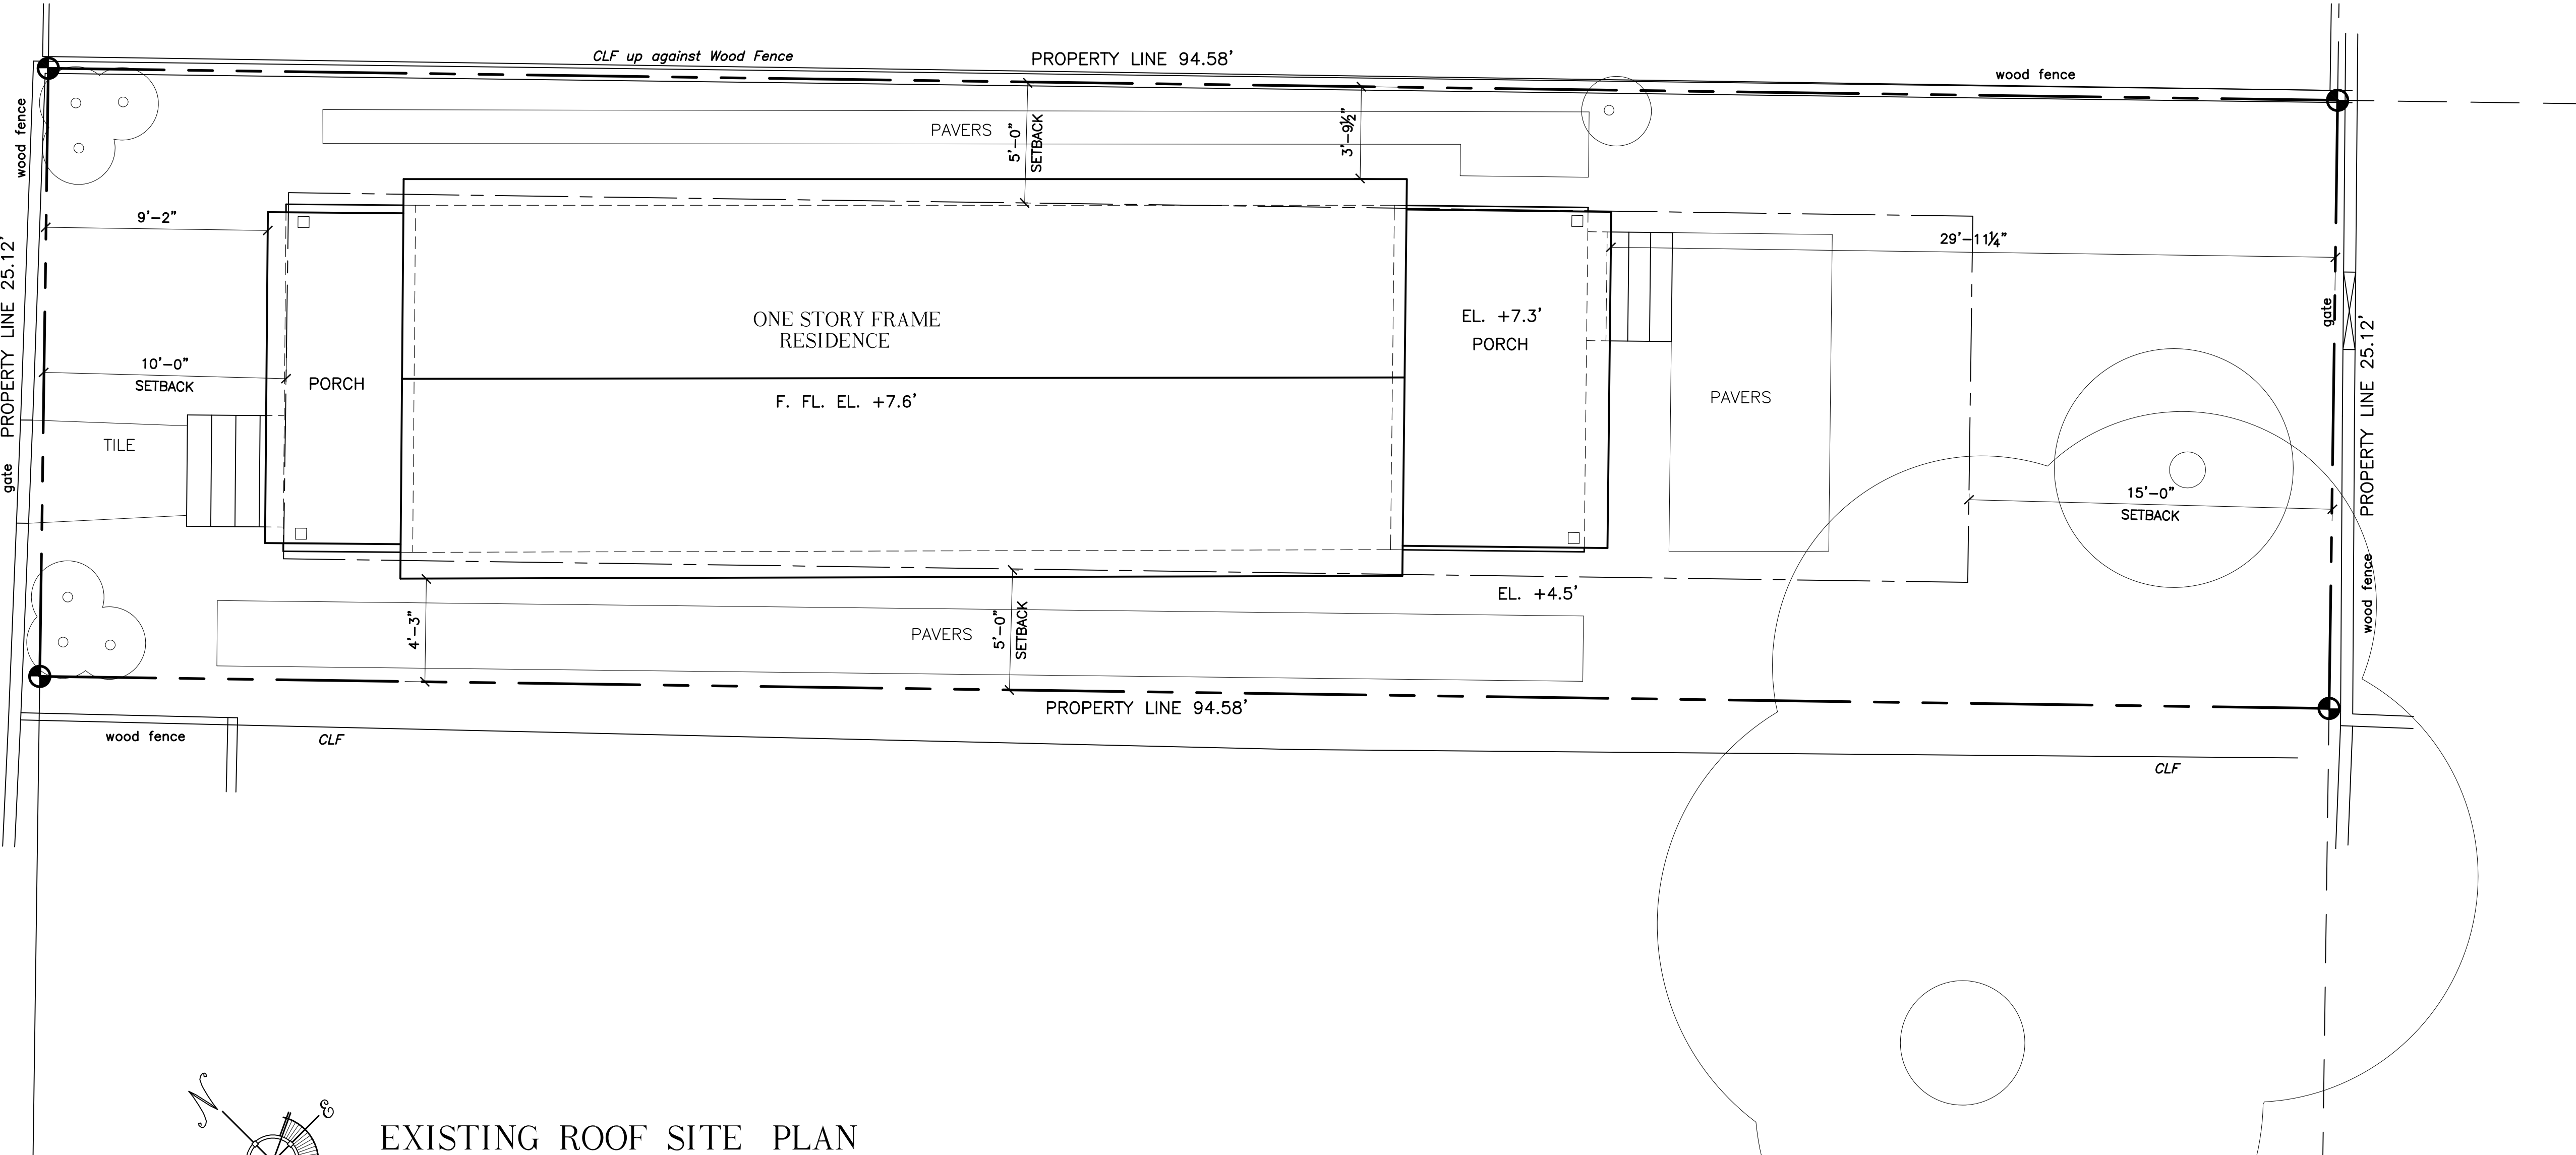 CLF up against Wood Fence
PROPERTY LINE 94.58'
wood fence
wood fence
PAVERS
5'-0"
SETBACK
3'-9½"
9'-2"
29'-11¼"
PROPERTY LINE 25.12'
ONE STORY FRAME
RESIDENCE
EL. +7.3'
PORCH
gate
10'-0"
SETBACK
PORCH
F. FL. EL. +7.6'
PAVERS
PROPERTY LINE 25.12'
TILE
gate
15'-0"
SETBACK
wood fence
EL. +4.5'
4'-3"
PAVERS
5'-0"
SETBACK
PROPERTY LINE 94.58'
wood fence
CLF
CLF
N
E
EXISTING ROOF SITE PLAN